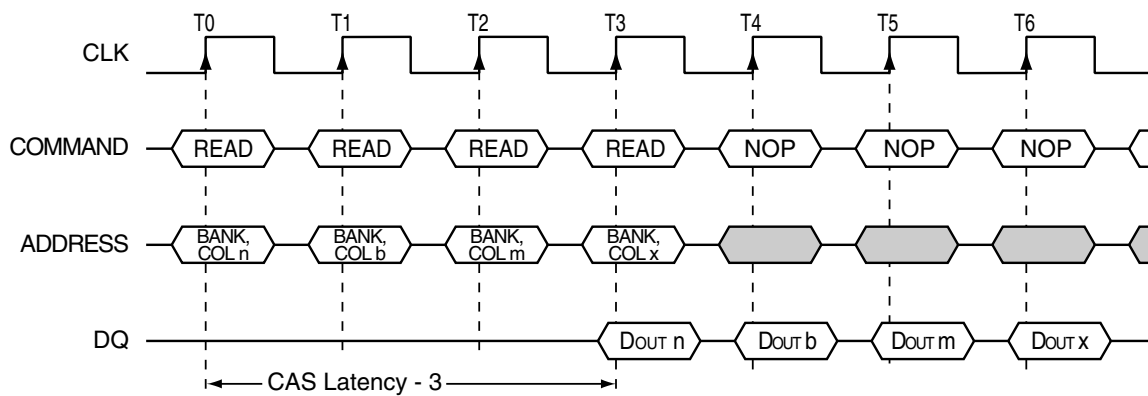 T0 T1 T2 T3 T4 T5 T6
CLK
COMMAND READ READ READ READ NOP NOP NOP
ADDRESS BANK, COL n BANK, COL b BANK, COL m BANK, COL x
DQ DOUT n DOUT b DOUT m DOUT x
CAS Latency - 3